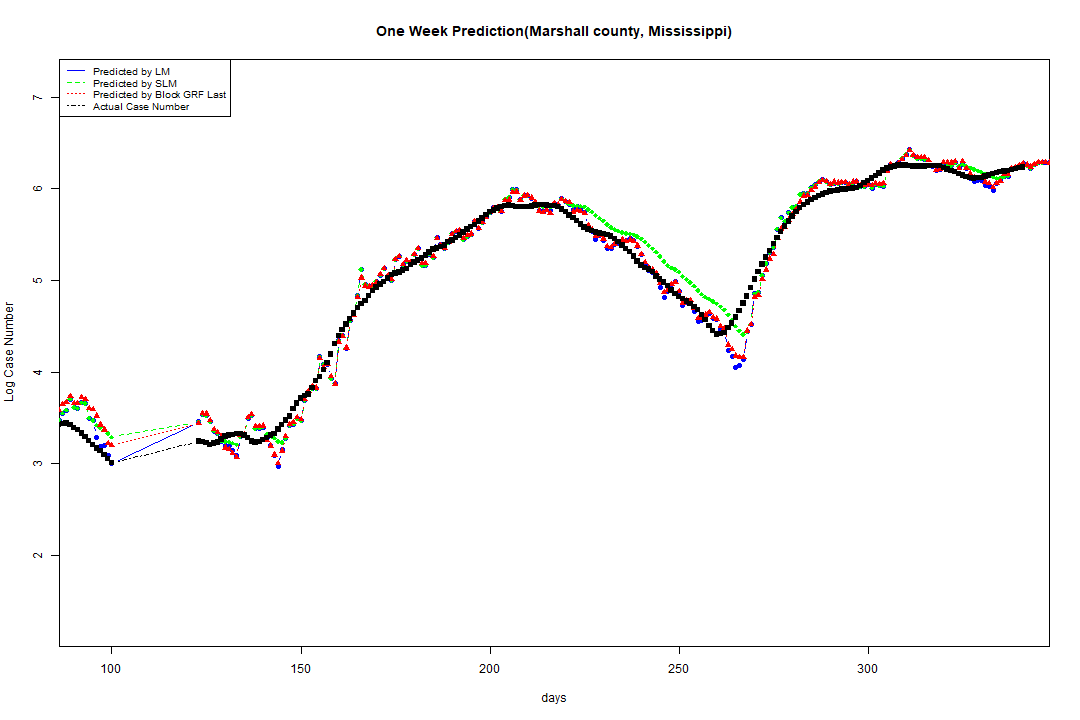 One Week Prediction(Marshall county, Mississippi)
Predicted by LM
Predicted by SLM
Predicted by Block GRF Last
Actual Case Number
7
6
5
4
3
2
Log Case Number
100 150 200 250 300
days